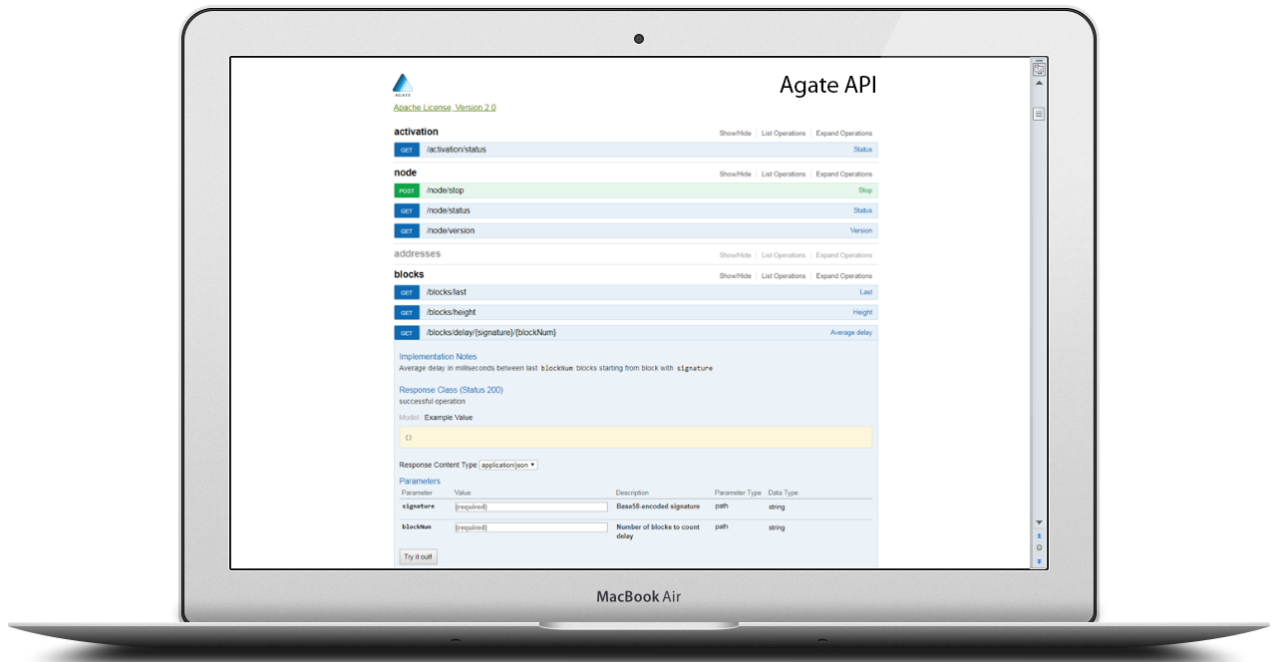 Agate API
AGATE
Apache License, Version 2.0
activation Show/Hide List Operations Expand Operations
GET /activation/status Status
node Show/Hide List Operations Expand Operations
POST /node/stop Stop
GET /node/status Status
GET /node/version Version
addresses Show/Hide List Operations Expand Operations
blocks Show/Hide List Operations Expand Operations
GET /blocks/last Last
GET /blocks/height Height
GET /blocks/delay/{signature}/{blockNum} Average delay
Implementation Notes
Average delay in milliseconds between last blockNum blocks starting from block with signature
Response Class (Status 200)
successful operation
Model Example Value
{}
Response Content Type application/json
Parameters
Parameter Value Description Parameter Type Data Type
signature (required) Base58-encoded signature path string
blockNum (required) Number of blocks to count path string
delay
Try it out!
MacBook Air